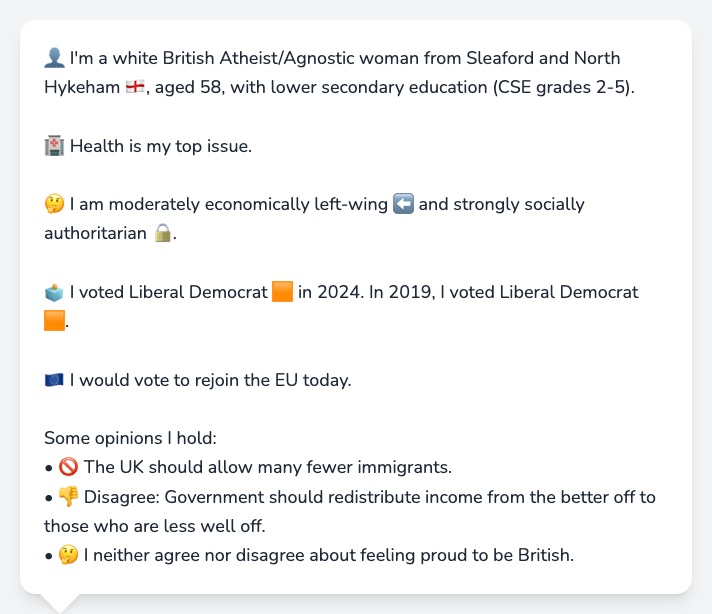 👤 I'm a white British Atheist/Agnostic woman from Sleaford and North
Hykeham 🏴󠁧󠁢󠁥󠁮󠁧󠁿, aged 58, with lower secondary education (CSE grades 2-5).
🏥 Health is my top issue.
🤔 I am moderately economically left-wing ⬅️ and strongly socially
authoritarian 🔒.
🗳️ I voted Liberal Democrat 🟧 in 2024. In 2019, I voted Liberal Democrat
🟧.
🇪🇺 I would vote to rejoin the EU today.
Some opinions I hold:
• 🚫 The UK should allow many fewer immigrants.
• 👎 Disagree: Government should redistribute income from the better off to
those who are less well off.
• 🤔 I neither agree nor disagree about feeling proud to be British.